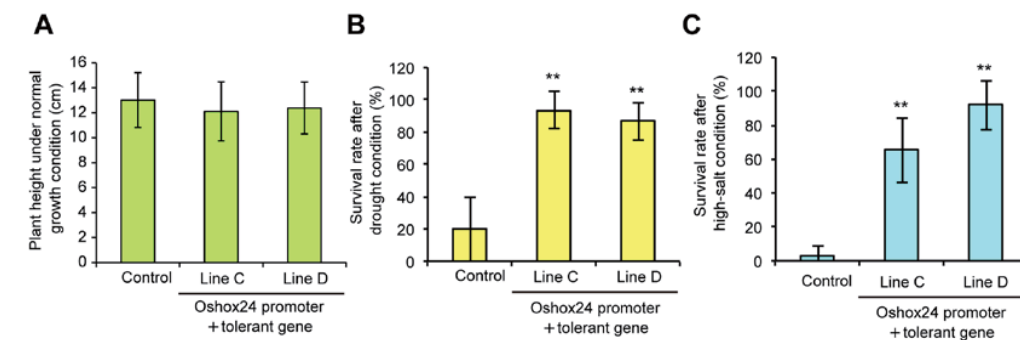 A
Plant height under normal
growth condition (cm)
16
14
12
10
8
6
4
2
0
Control
Line C
Line D
Oshox24 promoter
+tolerant gene
B
Survival rate after
drought condition (%)
120
100
80
60
40
20
0
**
**
Control
Line C
Line D
Oshox24 promoter
+tolerant gene
C
Survival rate after
high-salt condition (%)
120
100
80
60
40
20
0
**
**
Control
Line C
Line D
Oshox24 promoter
+tolerant gene